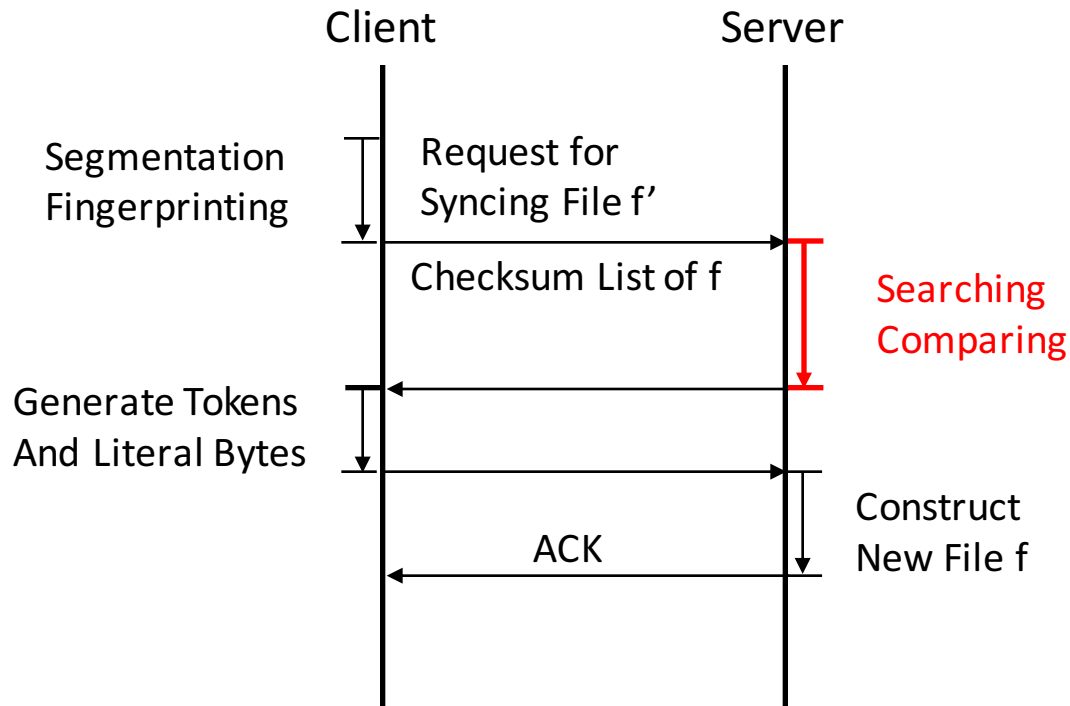 Client
Server
Segmentation
Fingerprinting
Request for
Syncing File f’
Checksum List of f
Searching
Comparing
Generate Tokens
And Literal Bytes
Construct
New File f
ACK